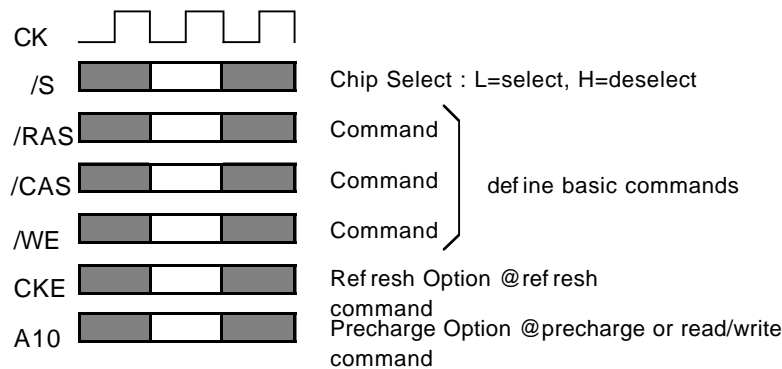 CK
/S Chip Select : L=select, H=deselect
/RAS Command
/CAS Command define basic commands
/WE Command
CKE Refresh Option @refresh
command
A10 Precharge Option @precharge or read/write
command